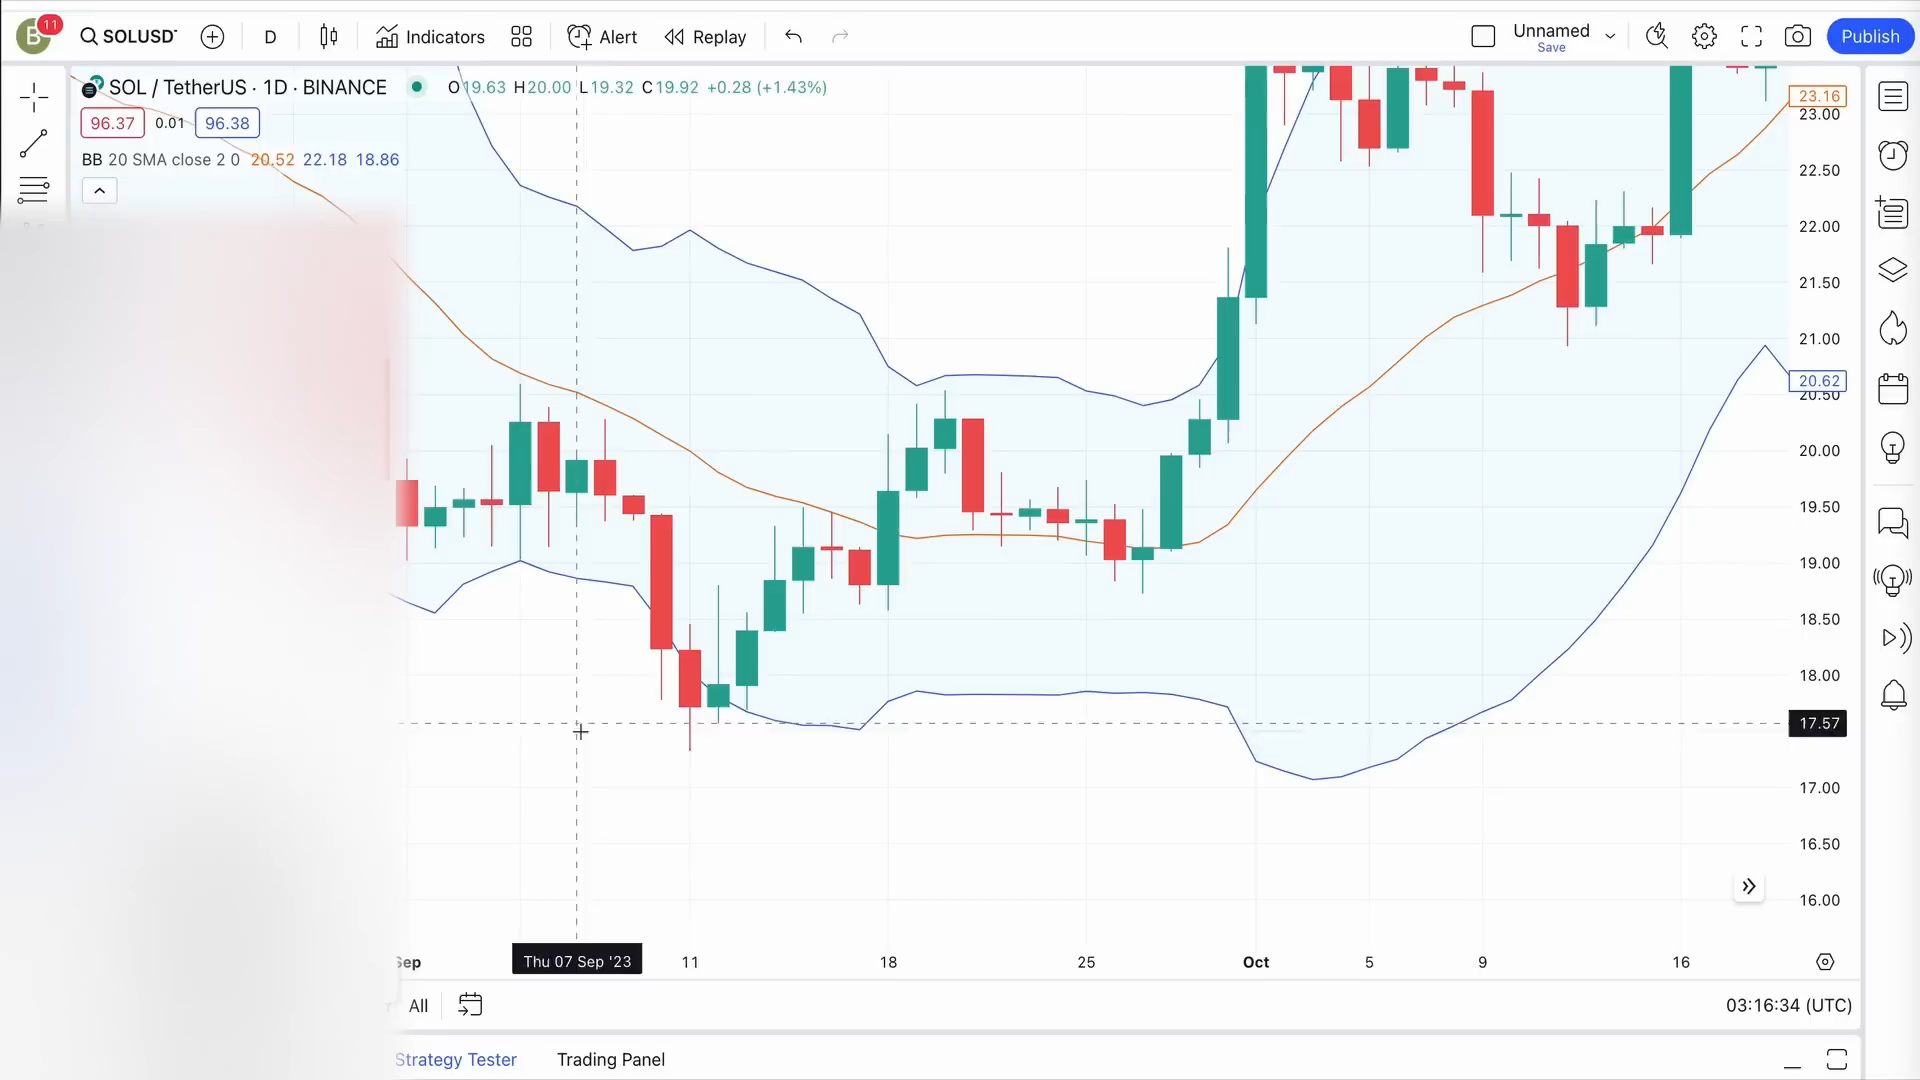 B 11 SOLUSDT D Indicators Alert Replay Unnamed Save Publish
SOL / TetherUS · 1D · BINANCE O19.63 H20.00 L19.32 C19.92 +0.28 (+1.43%)
96.37 0.01 96.38
BB 20 SMA close 2 0 20.52 22.18 18.86
23.16
23.00
22.50
22.00
21.50
21.00
20.62
20.50
20.00
19.50
19.00
18.50
18.00
17.57
17.00
16.50
16.00
Sep Thu 07 Sep '23 11 18 25 Oct 5 9 16
All 03:16:34 (UTC)
Strategy Tester Trading Panel